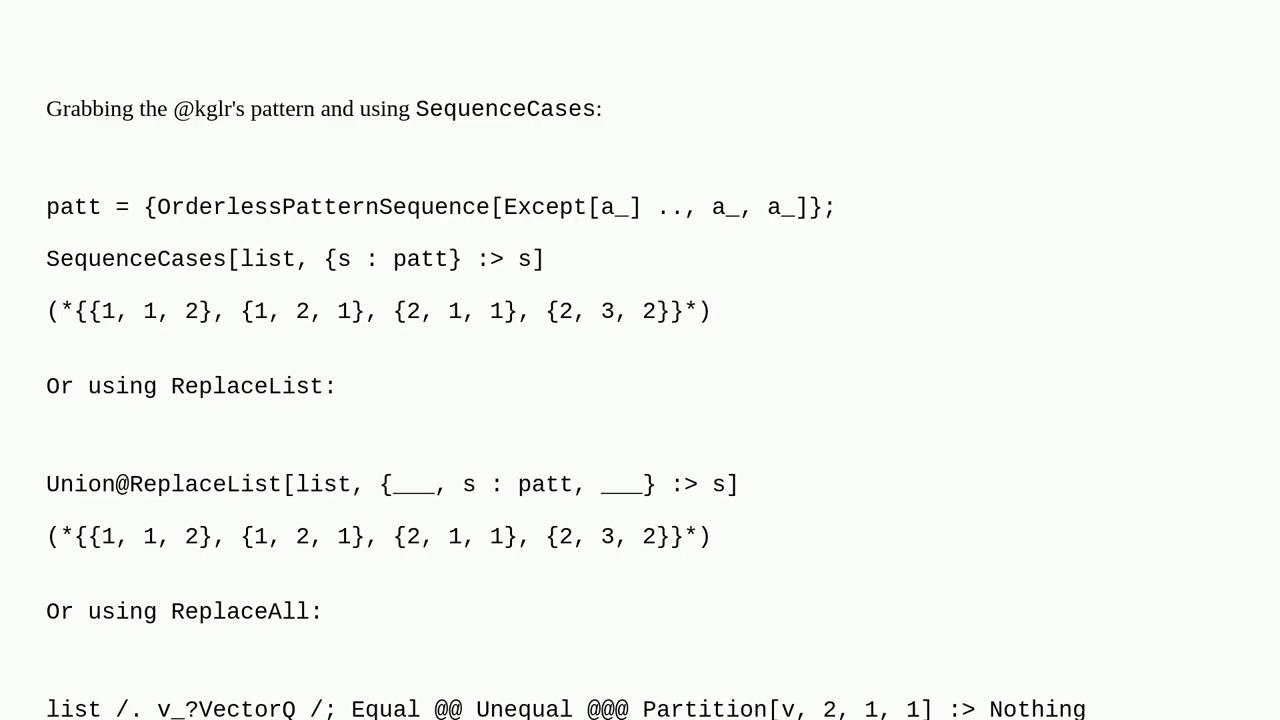 Grabbing the @kglr's pattern and using SequenceCases:
patt = {OrderlessPatternSequence[Except[a_] .., a_, a_]};
SequenceCases[list, {s : patt} :> s]
(*{{1, 1, 2}, {1, 2, 1}, {2, 1, 1}, {2, 3, 2}}*)
Or using ReplaceList:
Union@ReplaceList[list, {___, s : patt, ___} :> s]
(*{{1, 1, 2}, {1, 2, 1}, {2, 1, 1}, {2, 3, 2}}*)
Or using ReplaceAll:
list /. v_?VectorQ /; Equal @@ Unequal @@@ Partition[v, 2, 1, 1] :> Nothing